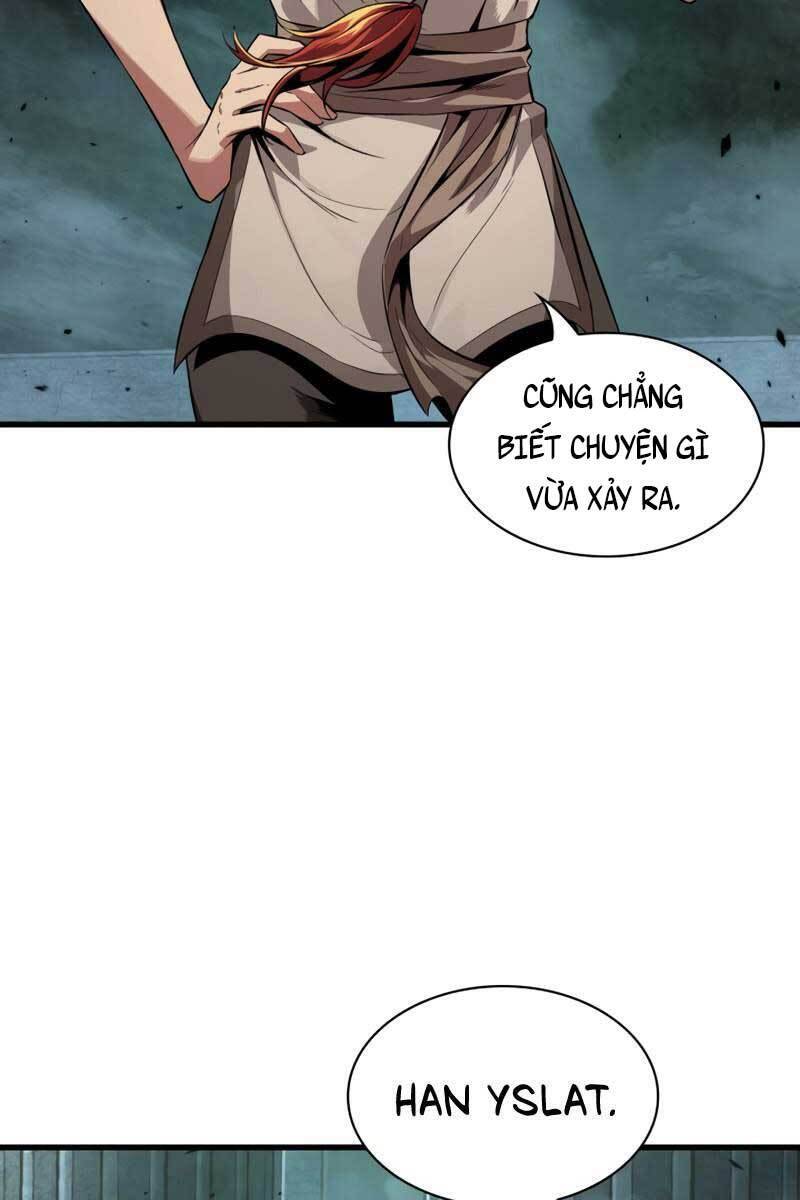 CŨNG CHẲNG
BIẾT CHUYỆN GÌ
VỪA XẢY RA.
HAN YSLAT.